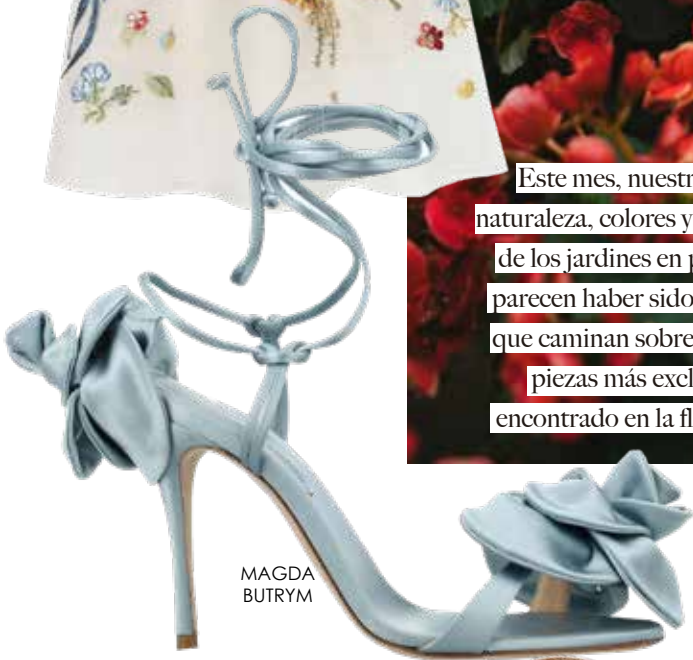 Este mes, nuestr
naturaleza, colores y
de los jardines en p
parecen haber sido
que caminan sobre
piezas más excl
encontrado en la fl
MAGDA
BUTRYM